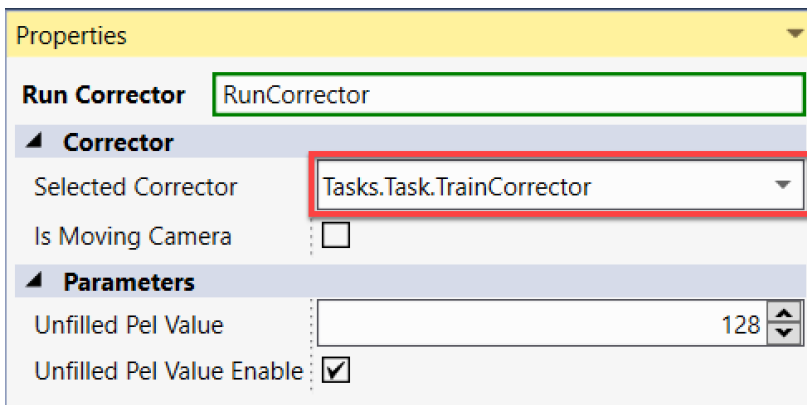 Properties
Run Corrector RunCorrector
Corrector
Selected Corrector Tasks.Task.TrainCorrector
Is Moving Camera
Parameters
Unfilled Pel Value 128
Unfilled Pel Value Enable